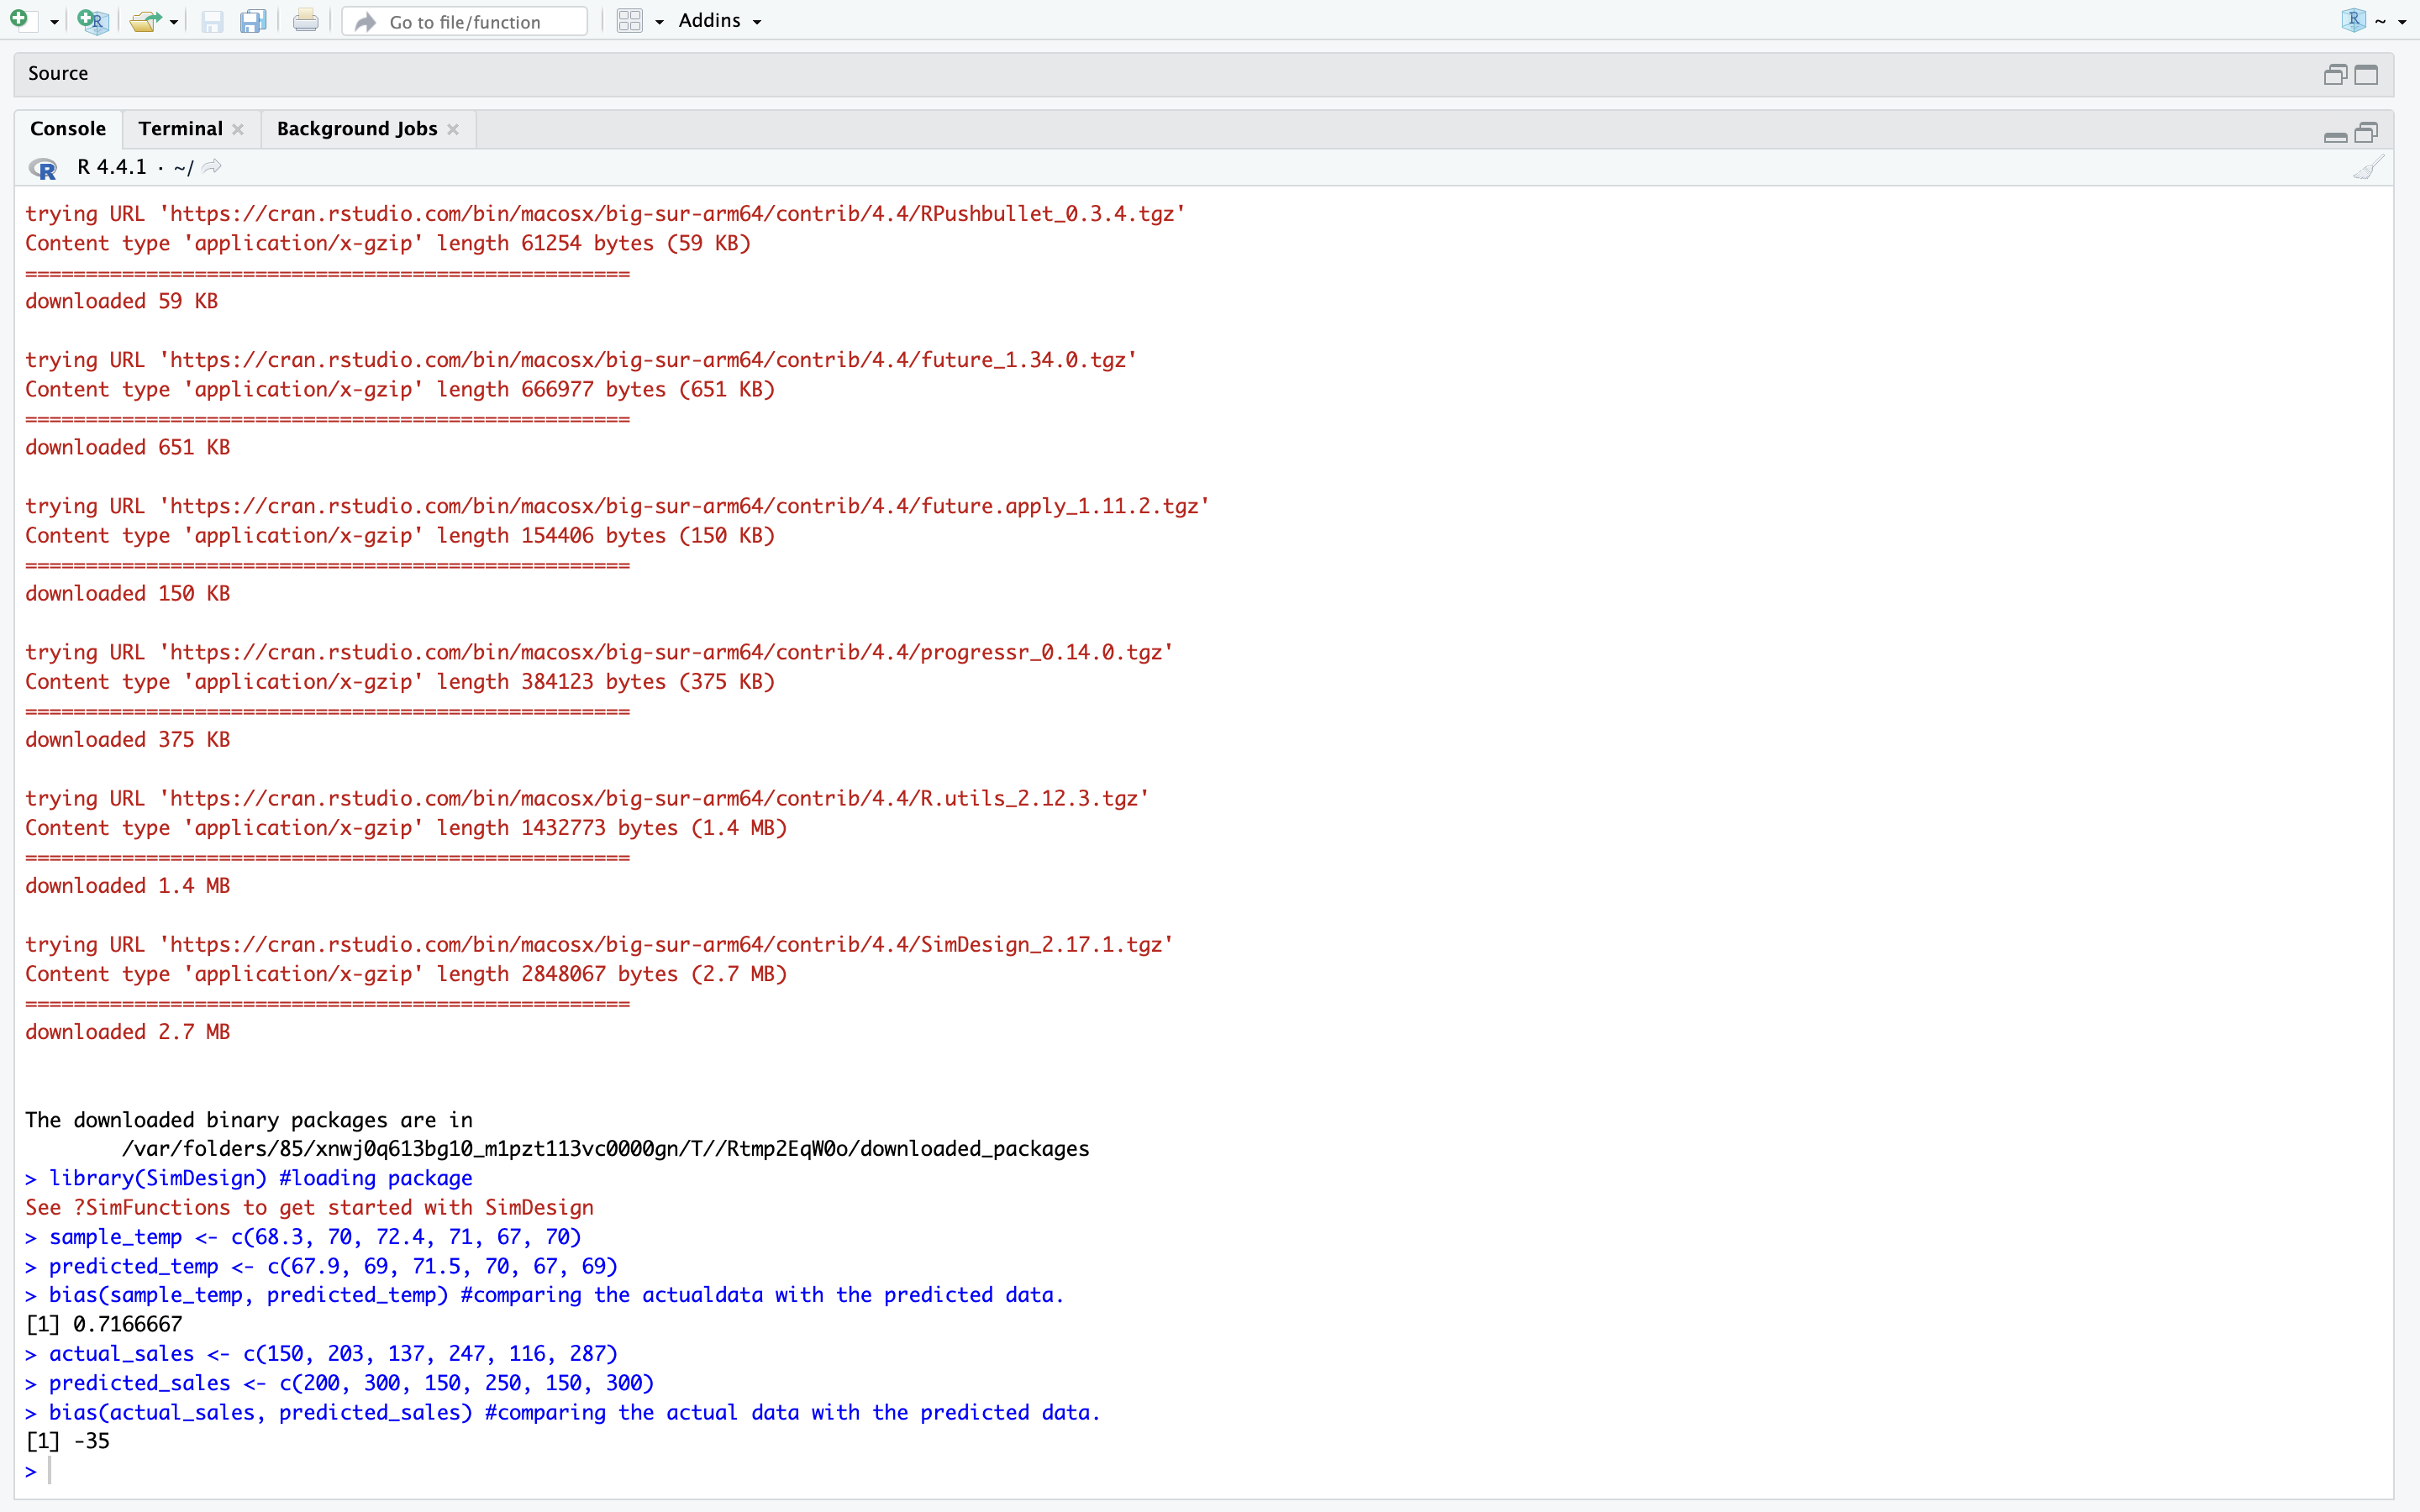 Go to file/function
Addins
R ~
Source
Console Terminal Background Jobs
R R 4.4.1 · ~/
trying URL 'https://cran.rstudio.com/bin/macosx/big-sur-arm64/contrib/4.4/RPushbullet_0.3.4.tgz'
Content type 'application/x-gzip' length 61254 bytes (59 KB)
==================================================
downloaded 59 KB
trying URL 'https://cran.rstudio.com/bin/macosx/big-sur-arm64/contrib/4.4/future_1.34.0.tgz'
Content type 'application/x-gzip' length 666977 bytes (651 KB)
==================================================
downloaded 651 KB
trying URL 'https://cran.rstudio.com/bin/macosx/big-sur-arm64/contrib/4.4/future.apply_1.11.2.tgz'
Content type 'application/x-gzip' length 154406 bytes (150 KB)
==================================================
downloaded 150 KB
trying URL 'https://cran.rstudio.com/bin/macosx/big-sur-arm64/contrib/4.4/progressr_0.14.0.tgz'
Content type 'application/x-gzip' length 384123 bytes (375 KB)
==================================================
downloaded 375 KB
trying URL 'https://cran.rstudio.com/bin/macosx/big-sur-arm64/contrib/4.4/R.utils_2.12.3.tgz'
Content type 'application/x-gzip' length 1432773 bytes (1.4 MB)
==================================================
downloaded 1.4 MB
trying URL 'https://cran.rstudio.com/bin/macosx/big-sur-arm64/contrib/4.4/SimDesign_2.17.1.tgz'
Content type 'application/x-gzip' length 2848067 bytes (2.7 MB)
==================================================
downloaded 2.7 MB
The downloaded binary packages are in
/var/folders/85/xnwj0q613bg10_m1pzt113vc0000gn/T//Rtmp2EqW0o/downloaded_packages
> library(SimDesign) #loading package
See ?SimFunctions to get started with SimDesign
> sample_temp <- c(68.3, 70, 72.4, 71, 67, 70)
> predicted_temp <- c(67.9, 69, 71.5, 70, 67, 69)
> bias(sample_temp, predicted_temp) #comparing the actualdata with the predicted data.
[1] 0.7166667
> actual_sales <- c(150, 203, 137, 247, 116, 287)
> predicted_sales <- c(200, 300, 150, 250, 150, 300)
> bias(actual_sales, predicted_sales) #comparing the actual data with the predicted data.
[1] -35
>